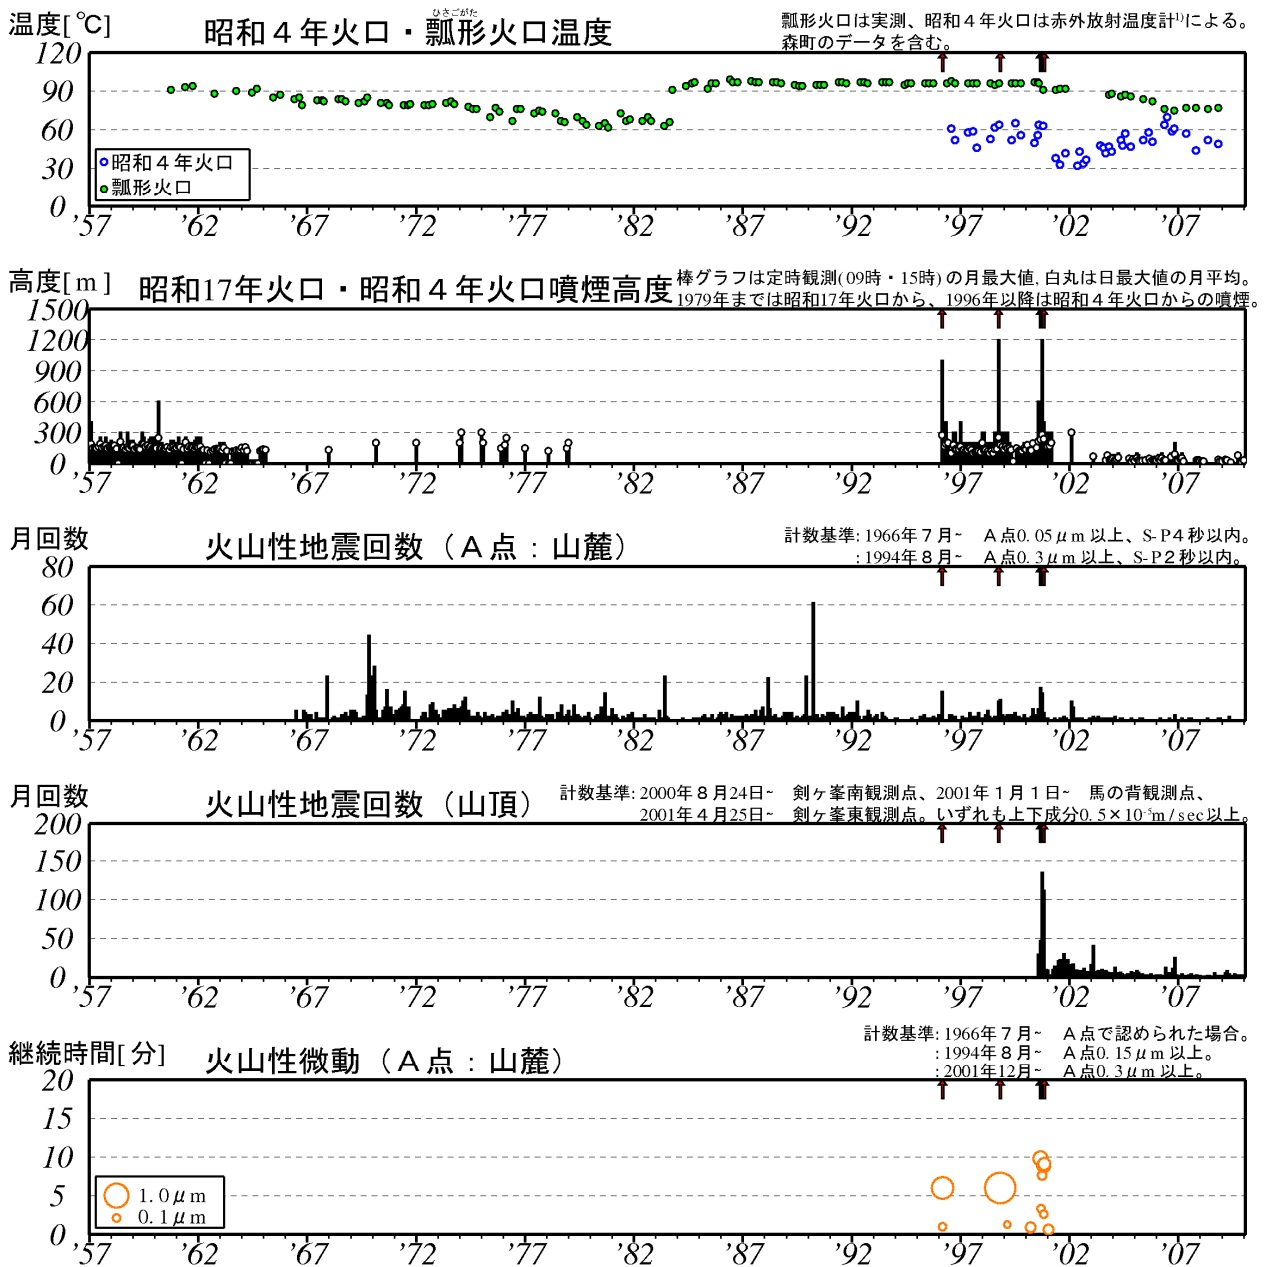 温度[℃]
昭和４年火口・瓢形火口温度
ひさごがた
瓢形火口は実測、昭和４年火口は赤外放射温度計¹⁾による。
森町のデータを含む。
120
90
60
30
0
昭和４年火口
瓢形火口
'57 '62 '67 '72 '77 '82 '87 '92 '97 '02 '07
高度[m]
昭和17年火口・昭和４年火口噴煙高度
棒グラフは定時観測(09時・15時)の月最大値, 白丸は日最大値の月平均。
1979年までは昭和17年火口から、1996年以降は昭和４年火口からの噴煙。
1500
1200
900
600
300
0
'57 '62 '67 '72 '77 '82 '87 '92 '97 '02 '07
月回数
火山性地震回数（Ａ点：山麓）
計数基準: 1966年７月~ Ａ点0.05μm以上、S-P４秒以内。
: 1994年８月~ Ａ点0.3μm以上、S-P２秒以内。
80
60
40
20
0
'57 '62 '67 '72 '77 '82 '87 '92 '97 '02 '07
月回数
火山性地震回数（山頂）
計数基準: 2000年８月24日~ 剣ヶ峯南観測点、2001年１月１日~ 馬の背観測点、
2001年４月25日~ 剣ヶ峯東観測点。いずれも上下成分0.5×10⁻⁵m/sec以上。
200
150
100
50
0
'57 '62 '67 '72 '77 '82 '87 '92 '97 '02 '07
継続時間[分]
火山性微動（Ａ点：山麓）
計数基準: 1966年７月~ Ａ点で認められた場合。
: 1994年８月~ Ａ点0.15μm以上。
: 2001年12月~ Ａ点0.3μm以上。
20
15
10
5
0
1.0μm
0.1μm
'57 '62 '67 '72 '77 '82 '87 '92 '97 '02 '07